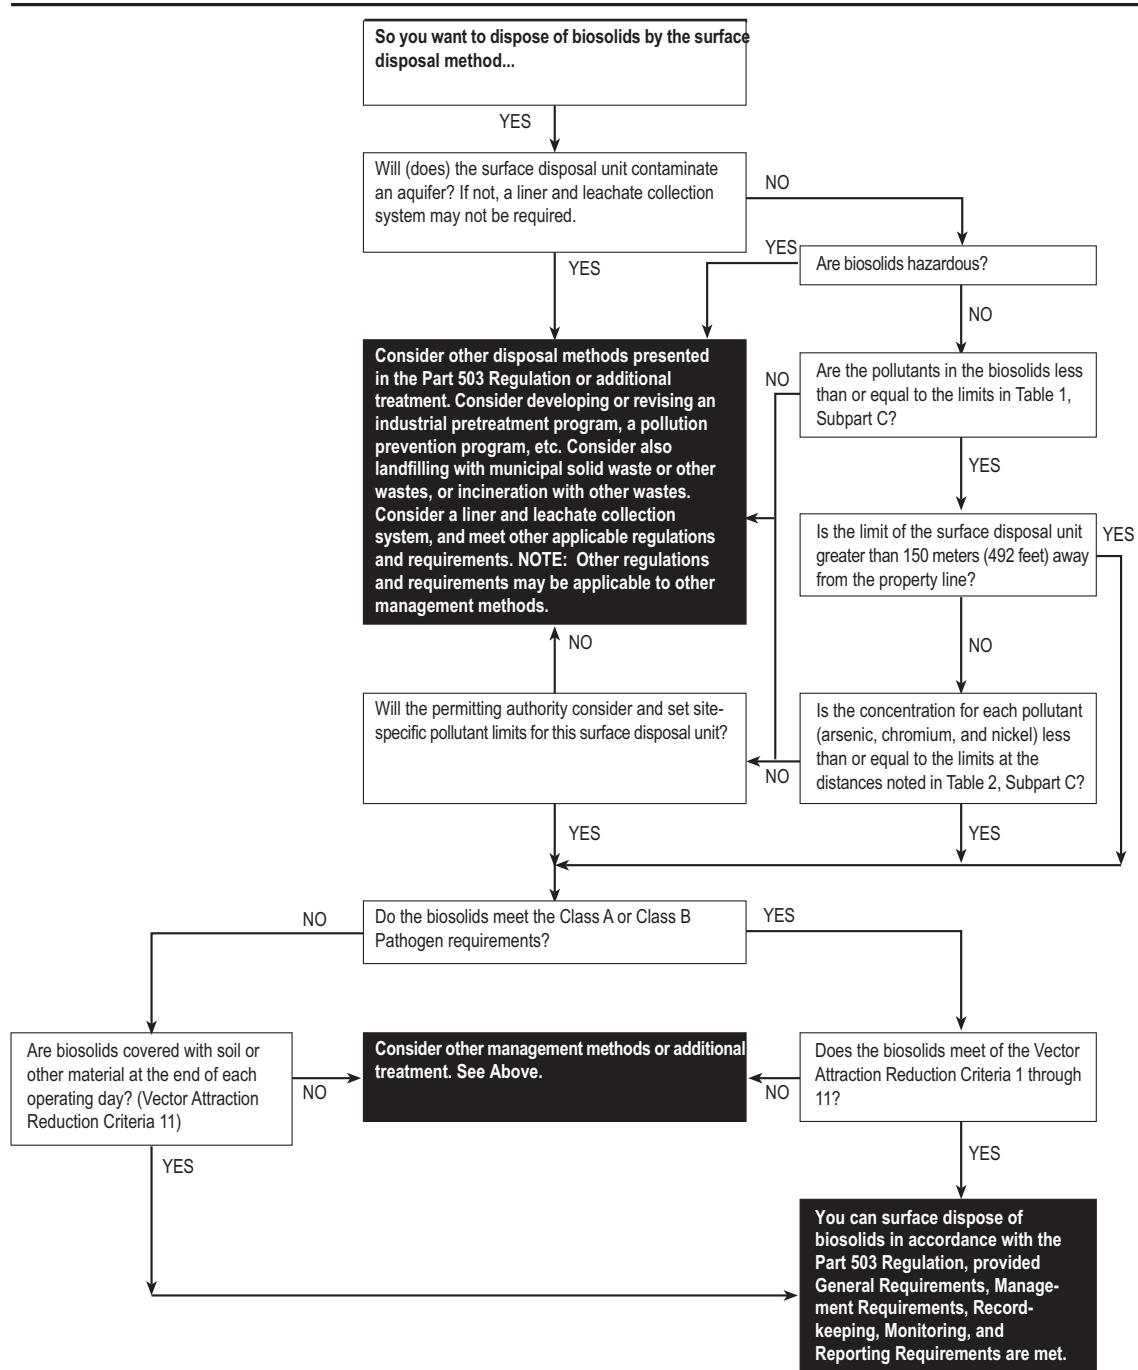 So you want to dispose of biosolids by the surface
disposal method...
YES
Will (does) the surface disposal unit contaminate
an aquifer? If not, a liner and leachate collection
system may not be required.
NO
YES
YES
Are biosolids hazardous?
NO
Consider other disposal methods presented
in the Part 503 Regulation or additional
treatment. Consider developing or revising an
industrial pretreatment program, a pollution
prevention program, etc. Consider also
landfilling with municipal solid waste or other
wastes, or incineration with other wastes.
Consider a liner and leachate collection
system, and meet other applicable regulations
and requirements. NOTE:  Other regulations
and requirements may be applicable to other
management methods.
NO
Are the pollutants in the biosolids less
than or equal to the limits in Table 1,
Subpart C?
YES
Is the limit of the surface disposal unit
greater than 150 meters (492 feet) away
from the property line?
YES
NO
NO
Will the permitting authority consider and set site-
specific pollutant limits for this surface disposal unit?
Is the concentration for each pollutant
(arsenic, chromium, and nickel) less
than or equal to the limits at the
distances noted in Table 2, Subpart C?
NO
YES
YES
NO
Do the biosolids meet the Class A or Class B
Pathogen requirements?
YES
Are biosolids covered with soil or
other material at the end of each
operating day? (Vector Attraction
Reduction Criteria 11)
NO
Consider other management methods or additional
treatment. See Above.
NO
Does the biosolids meet of the Vector
Attraction Reduction Criteria 1 through
11?
YES
YES
You can surface dispose of
biosolids in accordance with the
Part 503 Regulation, provided
General Requirements, Manage-
ment Requirements, Record-
keeping, Monitoring, and
Reporting Requirements are met.